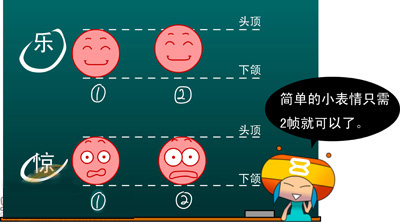 头顶
乐
下颌
① ②
简单的小表情只需
2帧就可以了。
头顶
惊
下颌
① ②